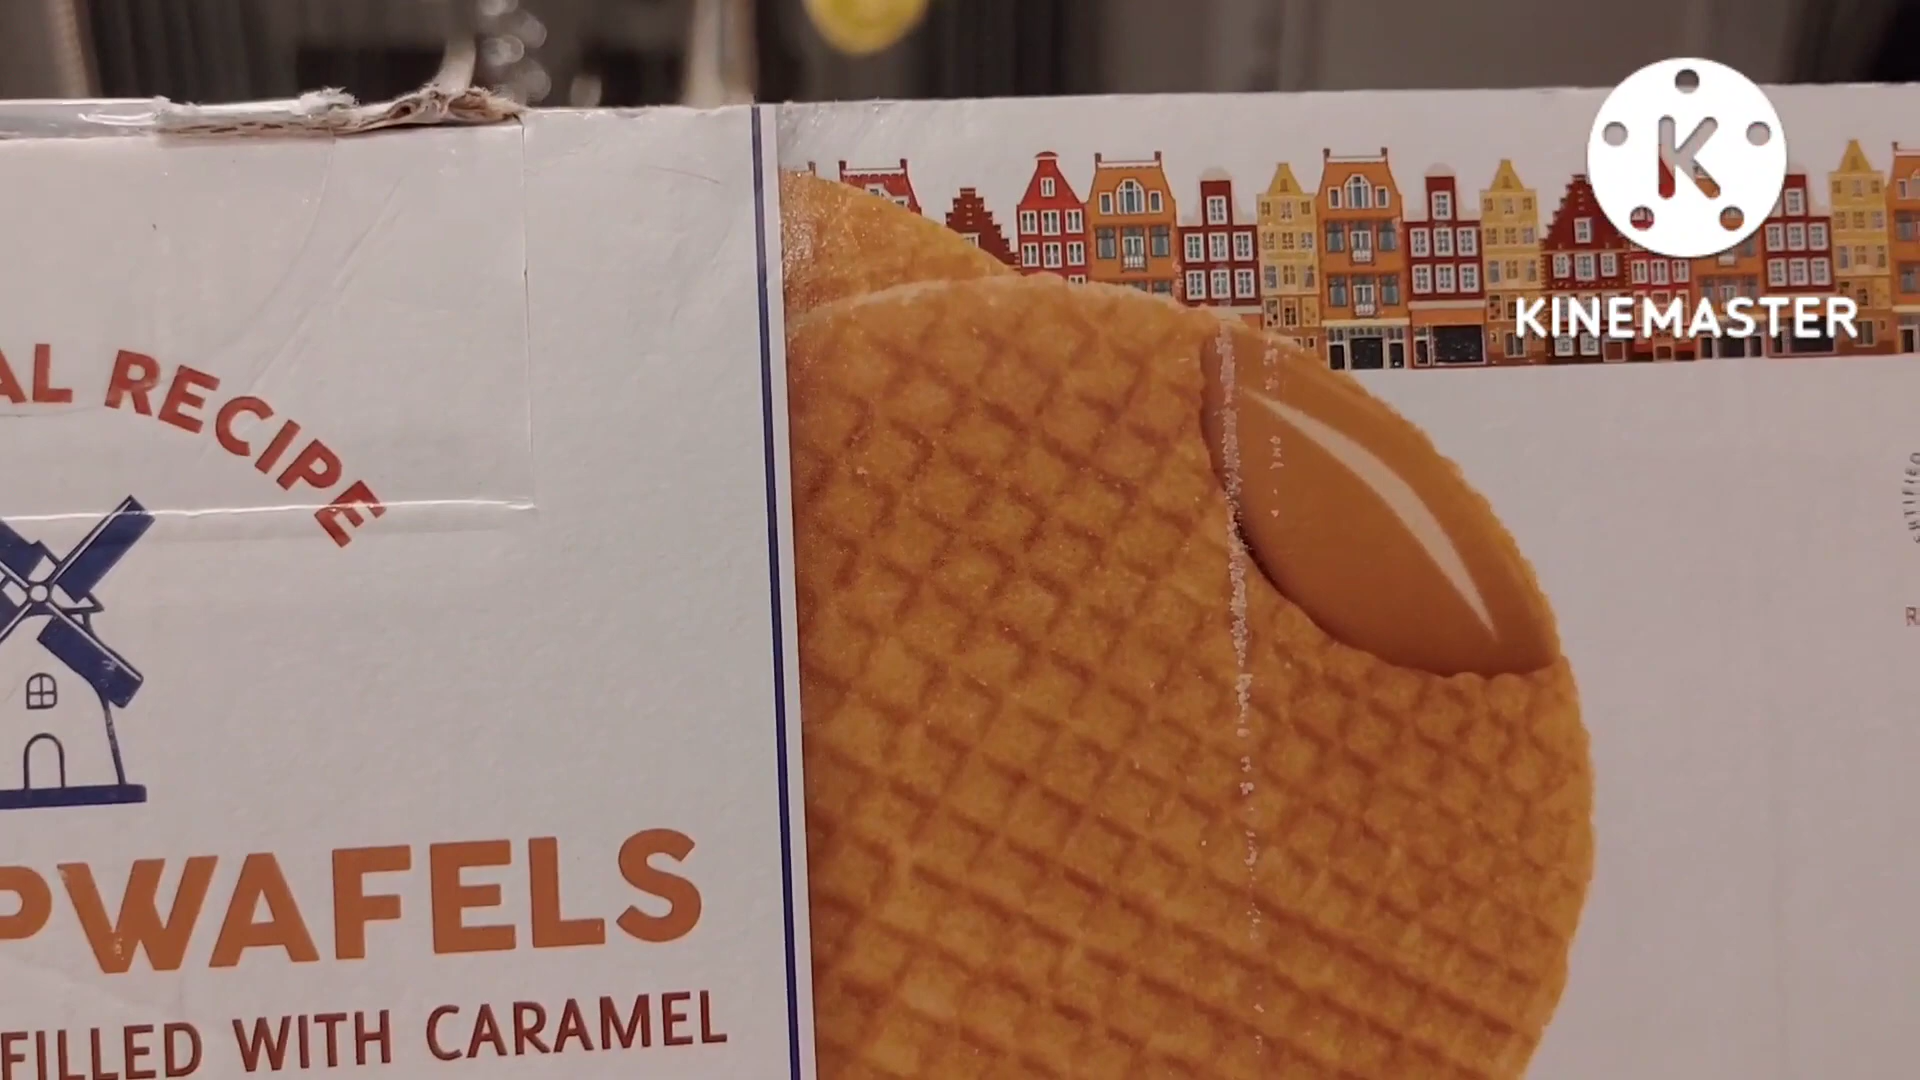 AL RECIPE
PWAFELS
FILLED WITH CARAMEL
K
KINEMASTER